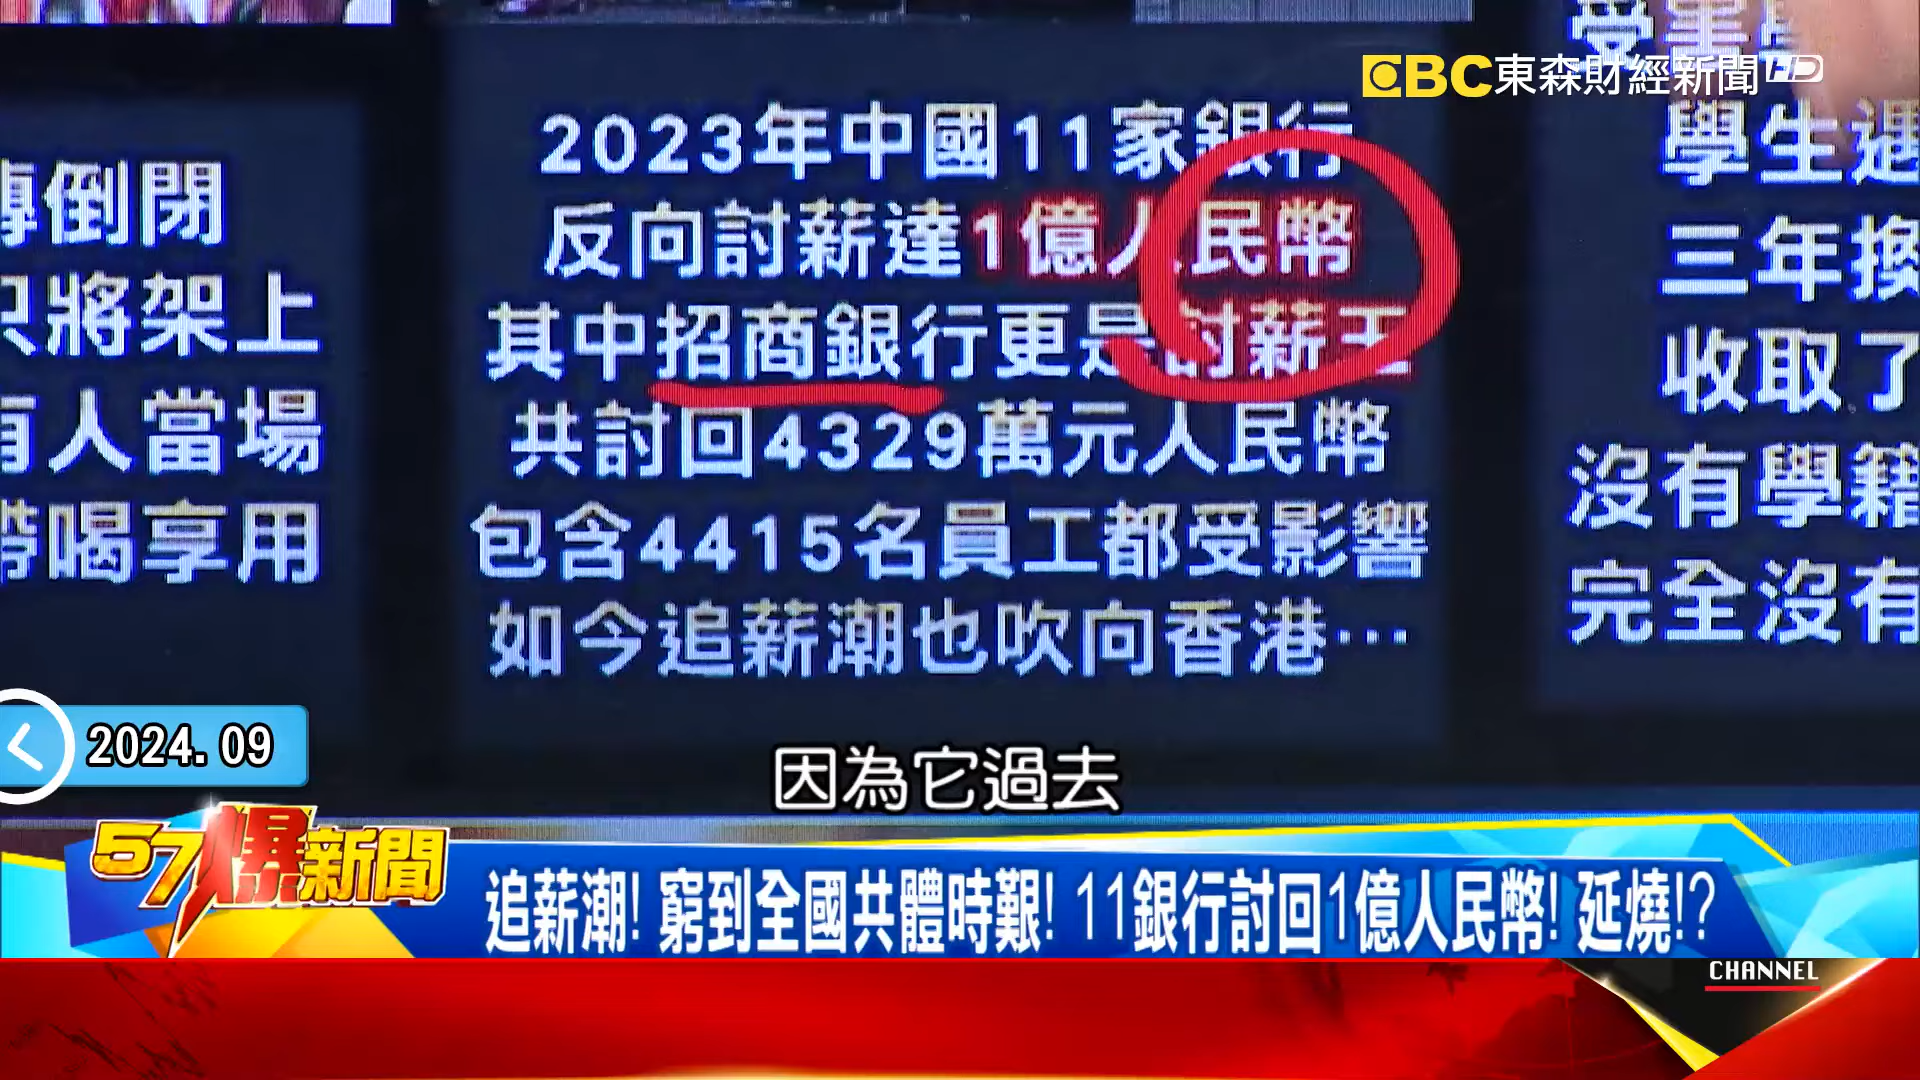 EBC東森財經新聞HD
2023年中國11家銀行
反向討薪達1億人民幣
其中招商銀行更是討薪王
共討回4329萬元人民幣
包含4415名員工都受影響
如今追薪潮也吹向香港…
倒閉
將架上
有人當場
喝享用
學生遇
三年換
收取了
沒有學籍
完全沒有
2024.09
因為它過去
57爆新聞
追薪潮!窮到全國共體時艱!11銀行討回1億人民幣!延燒!?
CHANNEL